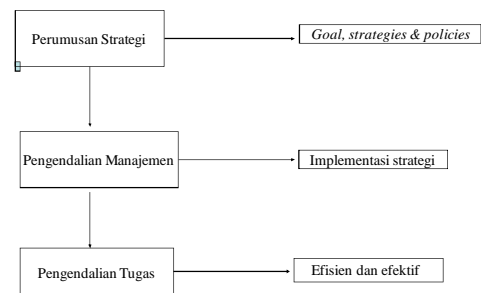 Perumusan Strategi
Goal, strategies & policies
Pengendalian Manajemen
Implementasi strategi
Pengendalian Tugas
Efisien dan efektif